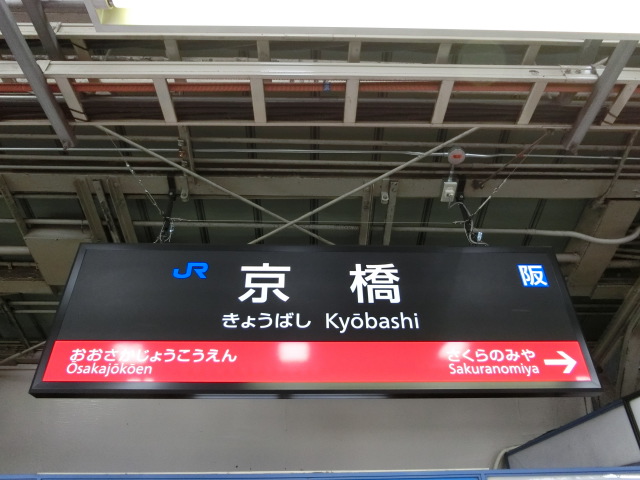 JR 京橋 阪
きょうばし Kyōbashi
おおさかじょうこうえん さくらのみや
Osakajōkōen Sakuranomiya